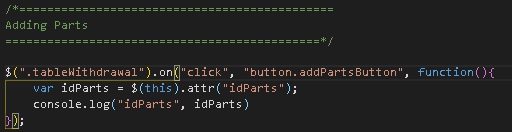 /*=============================================
Adding Parts
=============================================*/
$(".tableWithdrawal").on("click", "button.addPartsButton", function(){
var idParts = $(this).attr("idParts");
console.log("idParts", idParts)
});